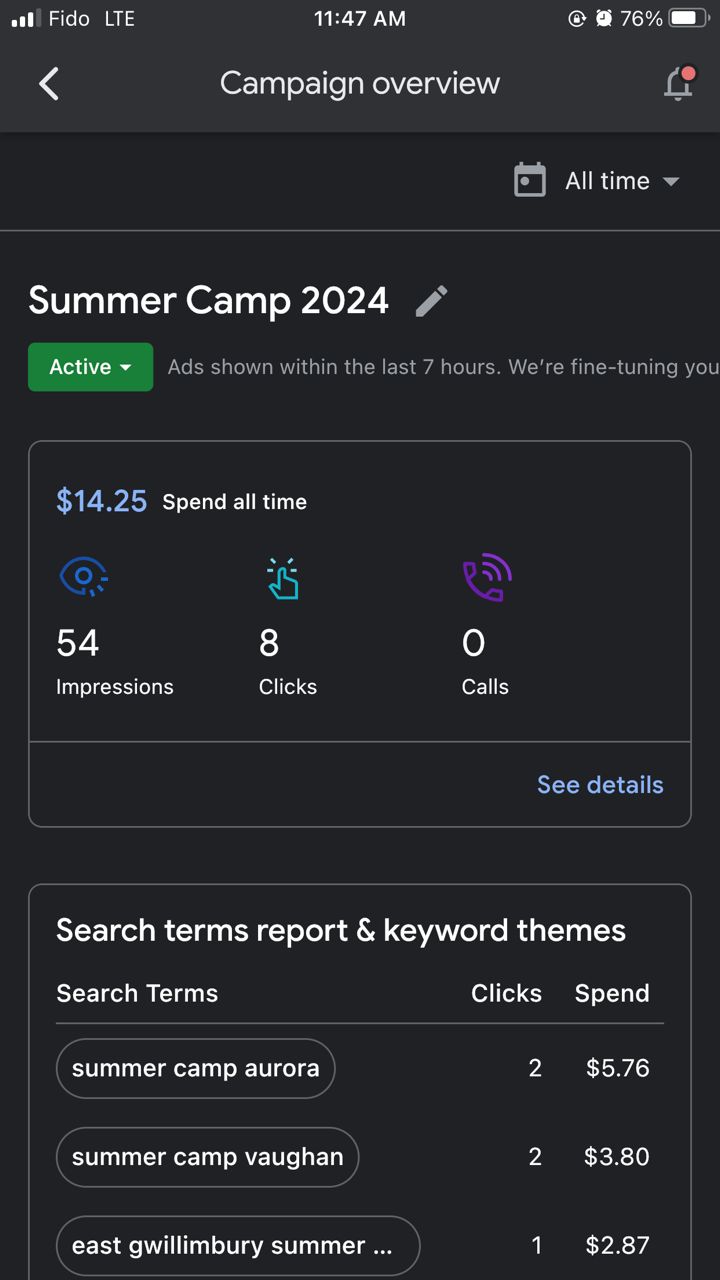 Fido LTE 11:47 AM 76%
Campaign overview
All time
Summer Camp 2024
Active Ads shown within the last 7 hours. We're fine-tuning you
$14.25 Spend all time
54 8 0
Impressions Clicks Calls
See details
Search terms report & keyword themes
Search Terms Clicks Spend
summer camp aurora 2 $5.76
summer camp vaughan 2 $3.80
east gwillimbury summer ... 1 $2.87